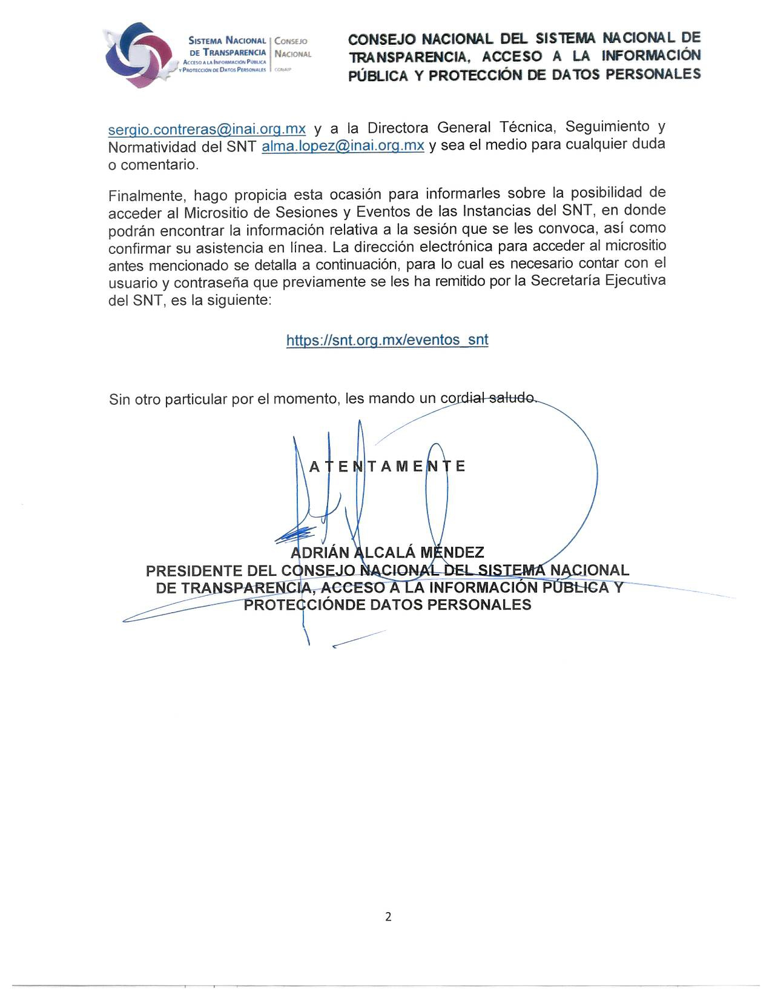 SISTEMA NACIONAL
DE TRANSPARENCIA
ACCESO A LA INFORMACIÓN PÚBLICA
Y PROTECCIÓN DE DATOS PERSONALES
CONSEJO
NACIONAL
CONAIP
CONSEJO NACIONAL DEL SISTEMA NACIONAL DE
TRANSPARENCIA, ACCESO A LA INFORMACIÓN
PÚBLICA Y PROTECCIÓN DE DATOS PERSONALES
sergio.contreras@inai.org.mx y a la Directora General Técnica, Seguimiento y
Normatividad del SNT alma.lopez@inai.org.mx y sea el medio para cualquier duda
o comentario.
Finalmente, hago propicia esta ocasión para informarles sobre la posibilidad de
acceder al Micrositio de Sesiones y Eventos de las Instancias del SNT, en donde
podrán encontrar la información relativa a la sesión que se les convoca, así como
confirmar su asistencia en línea. La dirección electrónica para acceder al micrositio
antes mencionado se detalla a continuación, para lo cual es necesario contar con el
usuario y contraseña que previamente se les ha remitido por la Secretaría Ejecutiva
del SNT, es la siguiente:
https://snt.org.mx/eventos_snt
Sin otro particular por el momento, les mando un cordial saludo.
A T E N T A M E N T E
ADRIÁN ALCALÁ MÉNDEZ
PRESIDENTE DEL CONSEJO NACIONAL DEL SISTEMA NACIONAL
DE TRANSPARENCIA, ACCESO A LA INFORMACIÓN PÚBLICA Y
PROTECCIÓNDE DATOS PERSONALES
2